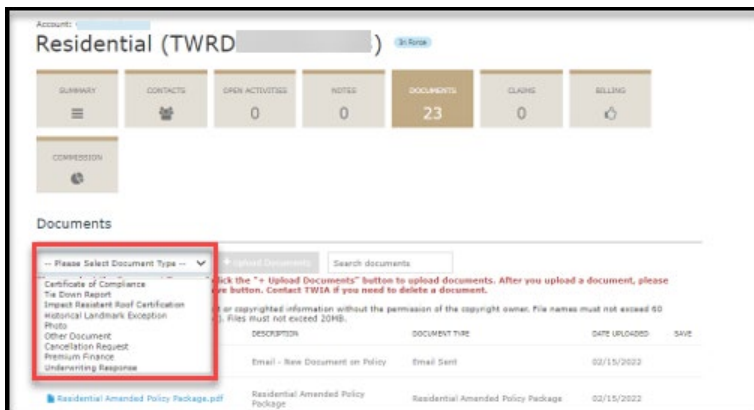 Account:
Residential (TWRD ) In Force
SUMMARY
CONTACTS
OPEN ACTIVITIES
0
NOTES
0
DOCUMENTS
23
CLAIMS
0
BILLING
COMMISSION
Documents
-- Please Select Document Type --
+ Upload Documents
Search documents
Certificate of Compliance
Tie Down Report
Impact Resistant Roof Certification
Historical Landmark Exception
Photo
Other Document
Cancellation Request
Premium Finance
Underwriting Response
click the "+ Upload Documents" button to upload documents. After you upload a document, please
button. Contact TWIA if you need to delete a document.
or copyrighted information without the permission of the copyright owner. File names must not exceed 60
Files must not exceed 20MB.
DESCRIPTION DOCUMENT TYPE DATE UPLOADED SAVE
Email - New Document on Policy Email Sent 02/15/2022
Residential Amended Policy Package.pdf Residential Amended Policy Package Residential Amended Policy Package 02/15/2022